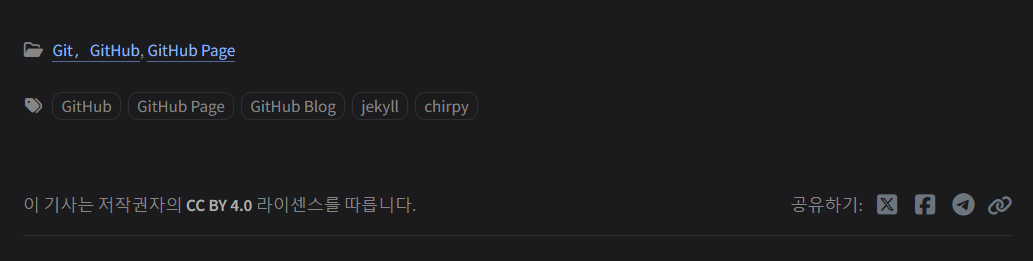 Git, GitHub, GitHub Page
GitHub GitHub Page GitHub Blog jekyll chirpy
이 기사는 저작권자의 CC BY 4.0 라이센스를 따릅니다. 공유하기: